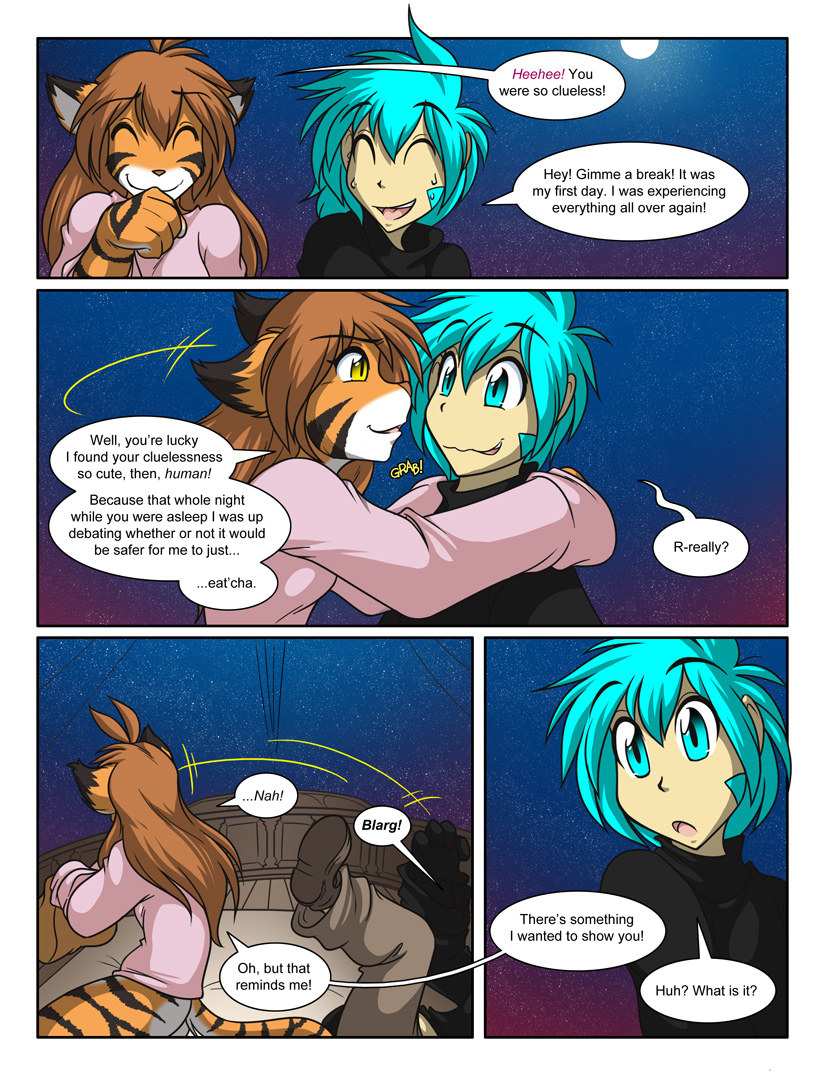 Heehee! You
were so clueless!
Hey! Gimme a break! It was
my first day. I was experiencing
everything all over again!
Well, you're lucky
I found your cluelessness
so cute, then, human!
Because that whole night
while you were asleep I was up
debating whether or not it would
be safer for me to just...
...eat'cha.
GRAB!
R-really?
...Nah!
Blarg!
Oh, but that
reminds me!
There's something
I wanted to show you!
Huh? What is it?